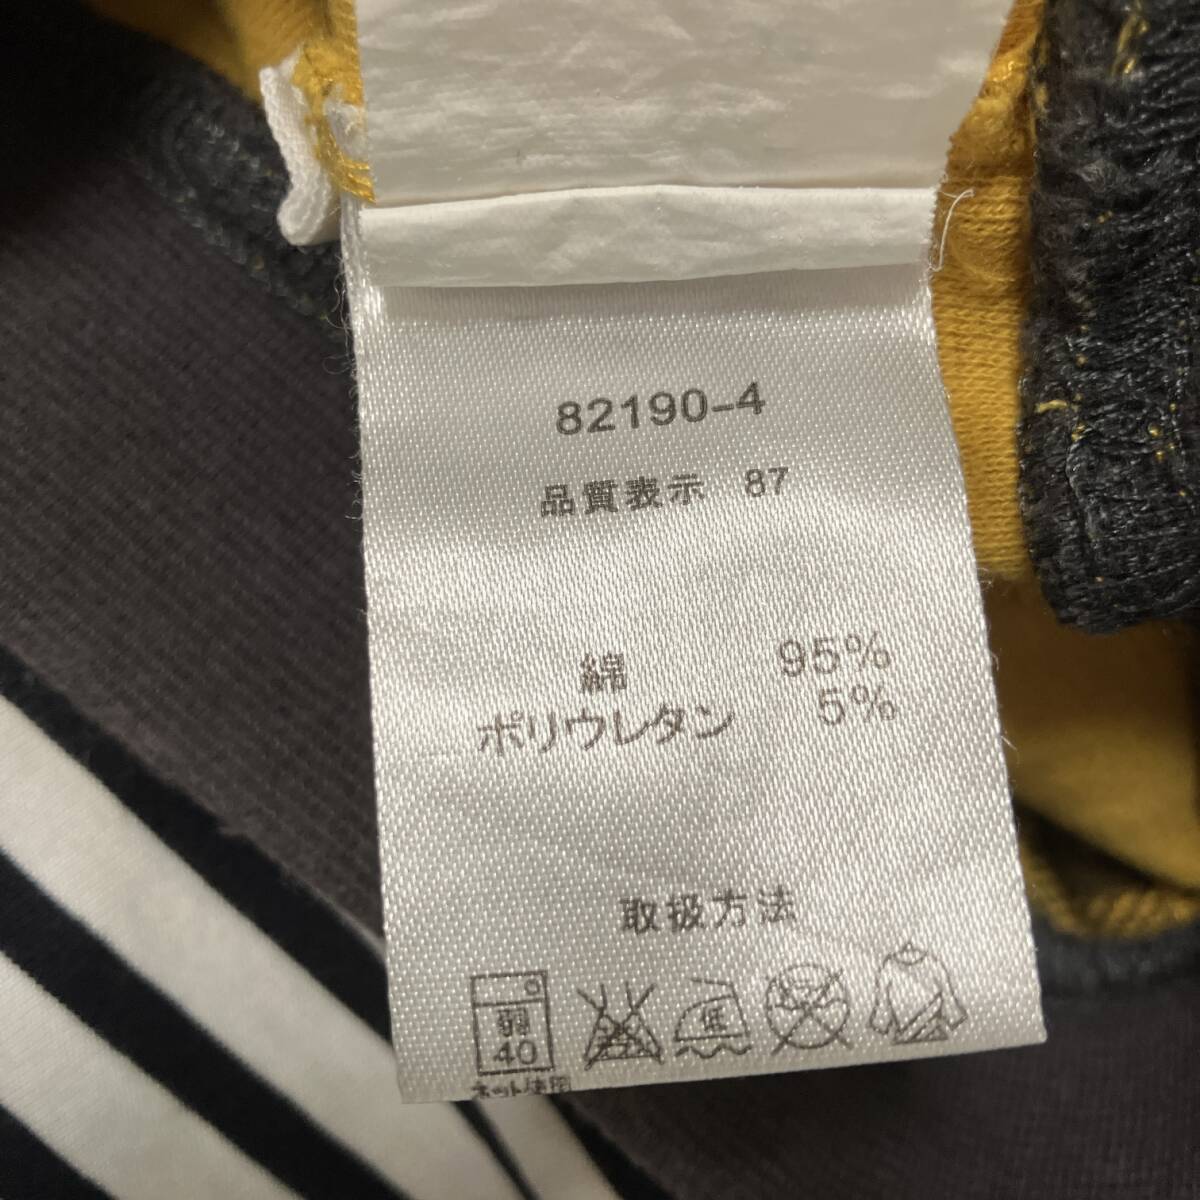 82190-4
品質表示 87
綿 95%
ポリウレタン 5%
取扱方法
弱
40
低
ネット使用